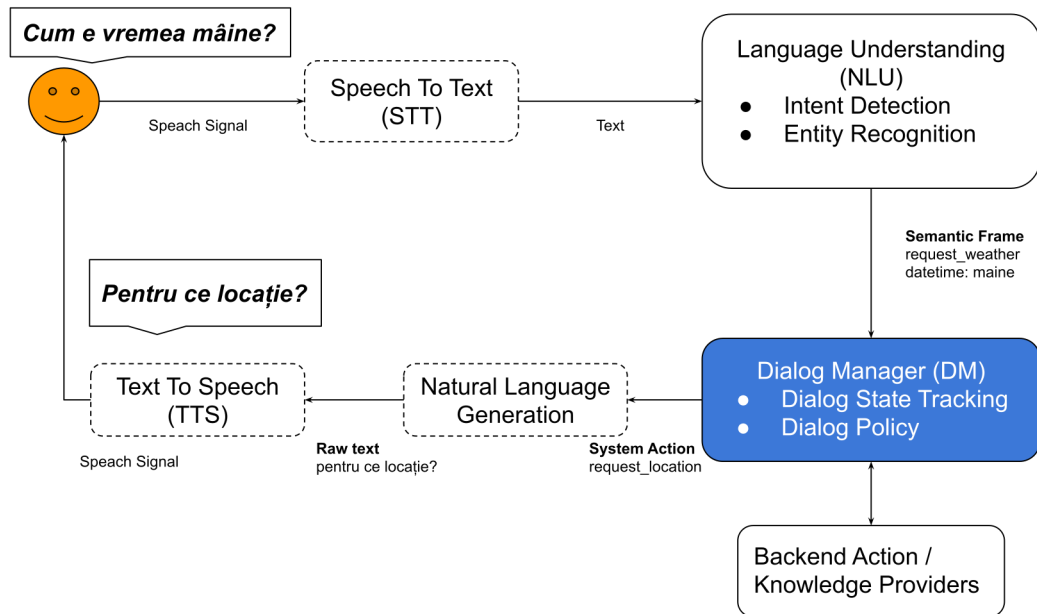 Cum e vremea mâine?
Speech To Text
(STT)
Speach Signal
Text
Language Understanding
(NLU)
● Intent Detection
● Entity Recognition
Semantic Frame
request_weather
datetime: maine
Pentru ce locație?
Dialog Manager (DM)
● Dialog State Tracking
● Dialog Policy
Natural Language
Generation
Text To Speech
(TTS)
System Action
request_location
Raw text
pentru ce locație?
Speach Signal
Backend Action /
Knowledge Providers